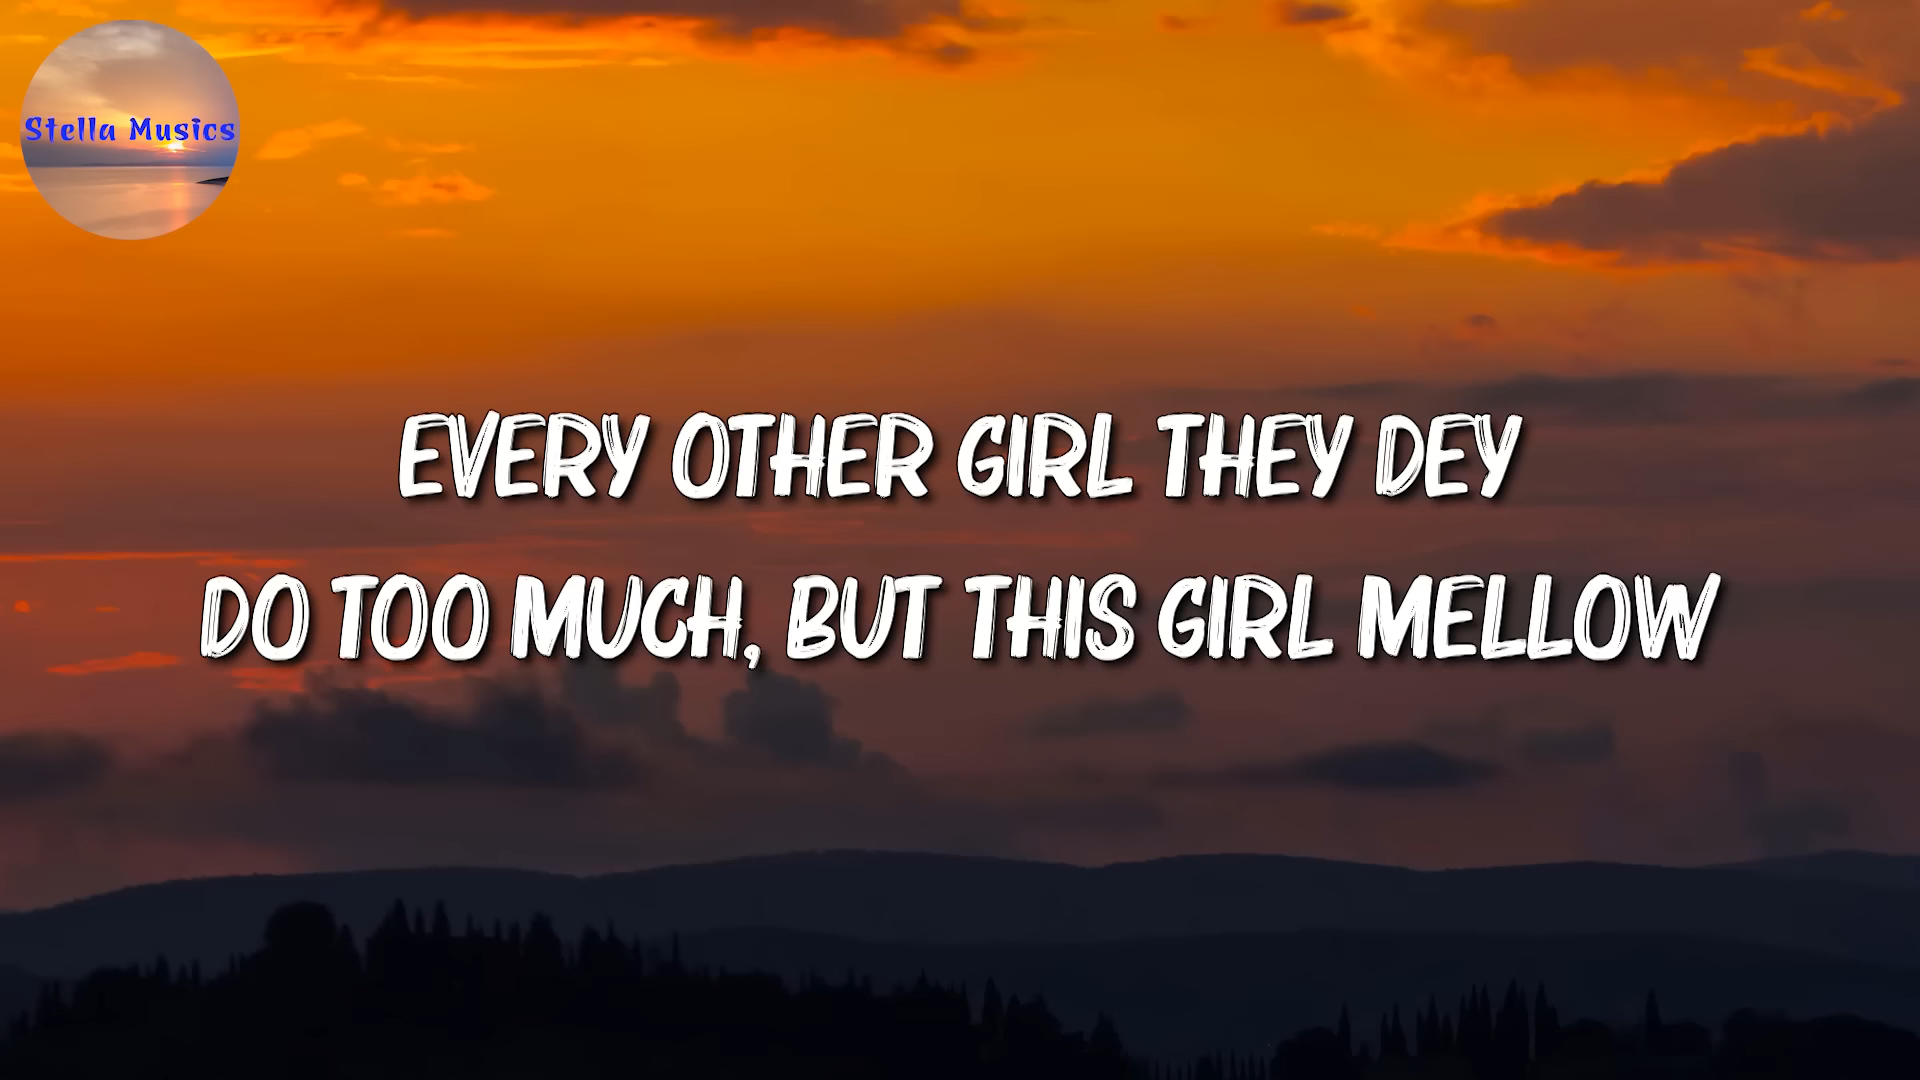 Stella Musics
EVERY OTHER GIRL THEY DEY
DO TOO MUCH, BUT THIS GIRL MELLOW